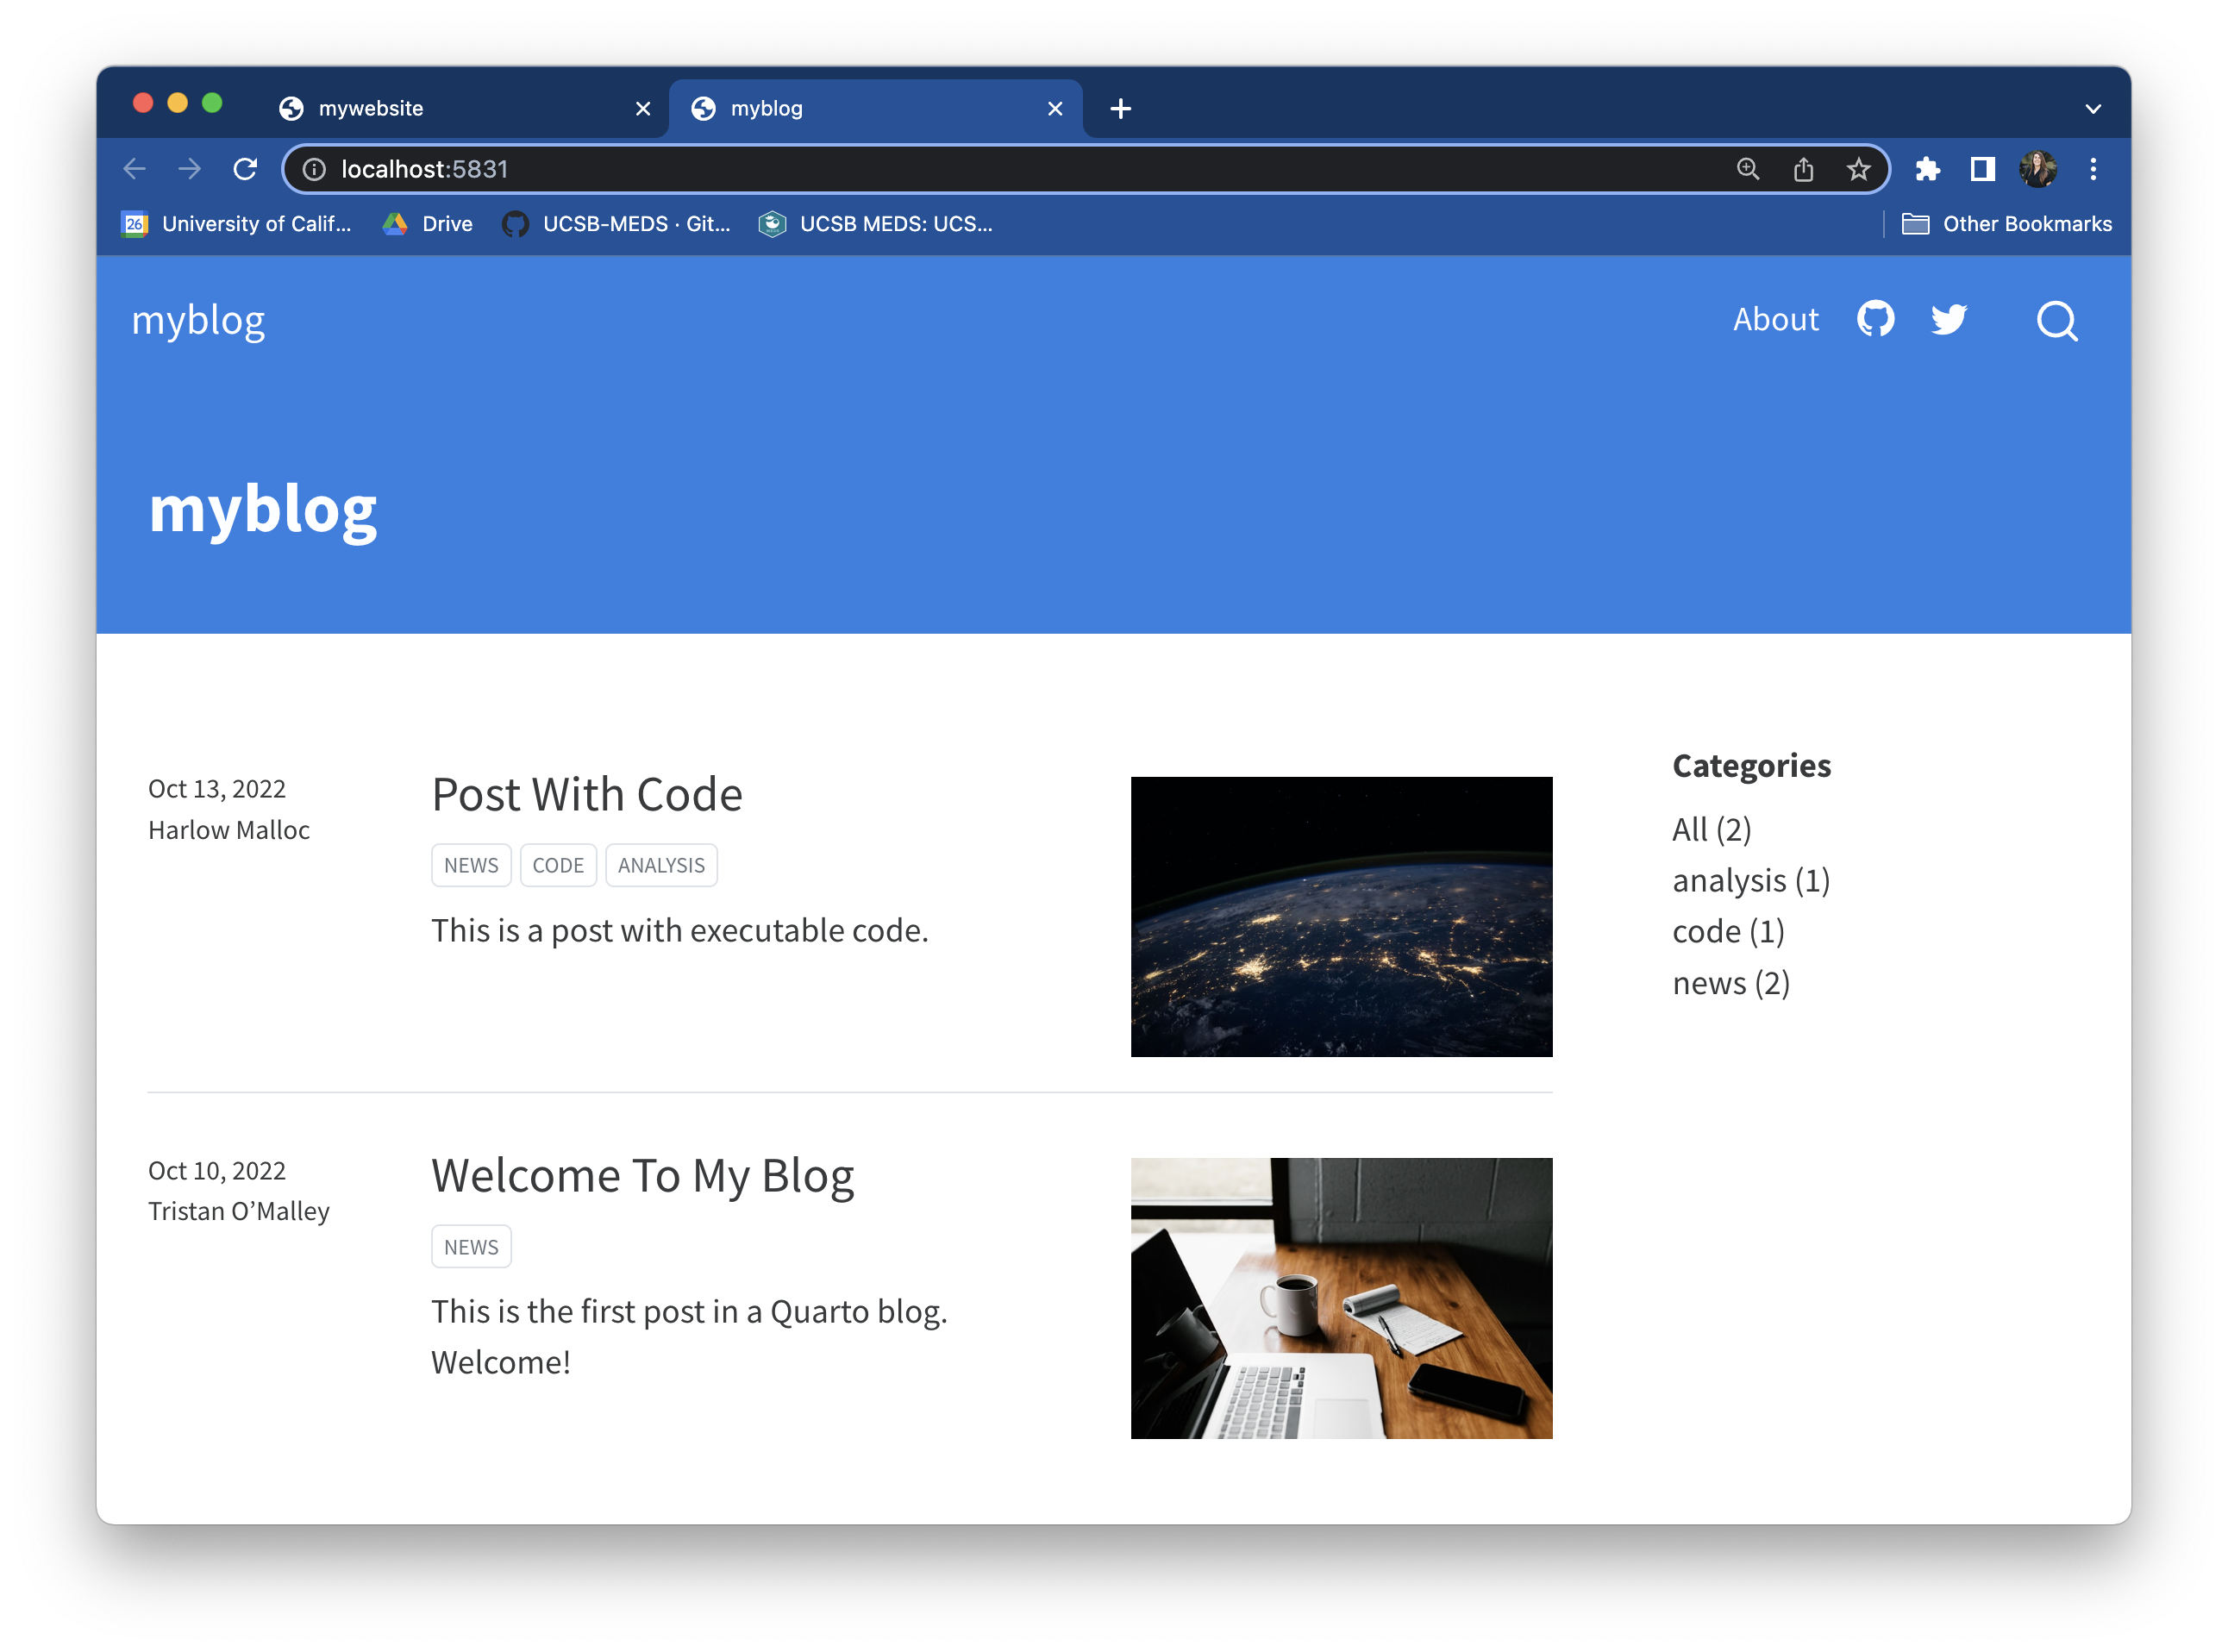 mywebsite
myblog
localhost:5831
26
University of Calif...
Drive
UCSB-MEDS · Git...
UCSB MEDS: UCS...
Other Bookmarks
myblog
About
myblog
Oct 13, 2022
Harlow Malloc
Post With Code
NEWS CODE ANALYSIS
This is a post with executable code.
Categories
All (2)
analysis (1)
code (1)
news (2)
Oct 10, 2022
Tristan O’Malley
Welcome To My Blog
NEWS
This is the first post in a Quarto blog.
Welcome!